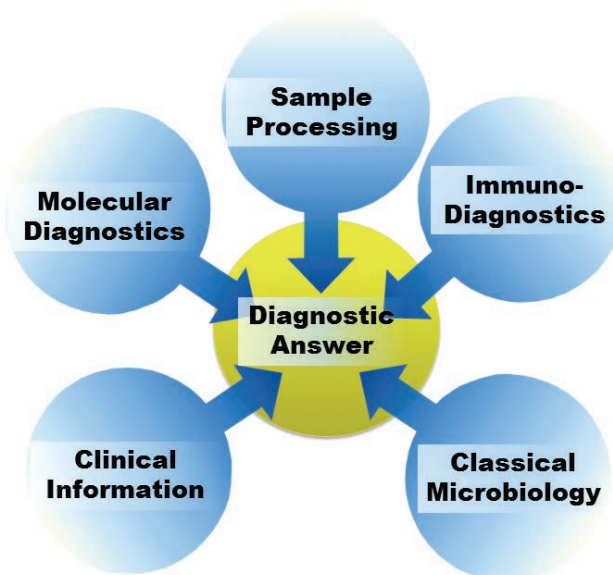 Sample
Processing
Molecular
Diagnostics
Immuno-
Diagnostics
Diagnostic
Answer
Clinical
Information
Classical
Microbiology